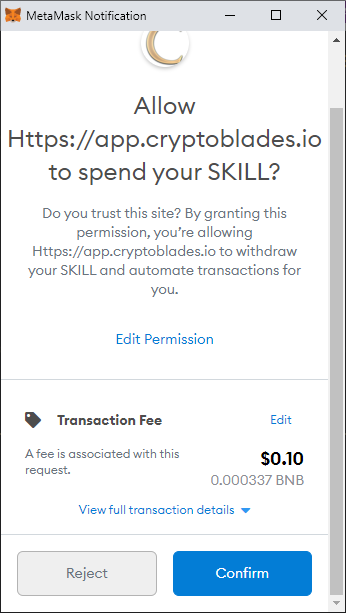 MetaMask Notification
Allow
Https://app.cryptoblades.io
to spend your SKILL?
Do you trust this site? By granting this
permission, you’re allowing
Https://app.cryptoblades.io to withdraw
your SKILL and automate transactions for
you.
Edit Permission
Transaction Fee
Edit
A fee is associated with this
request.
$0.10
0.000337 BNB
View full transaction details
Reject
Confirm